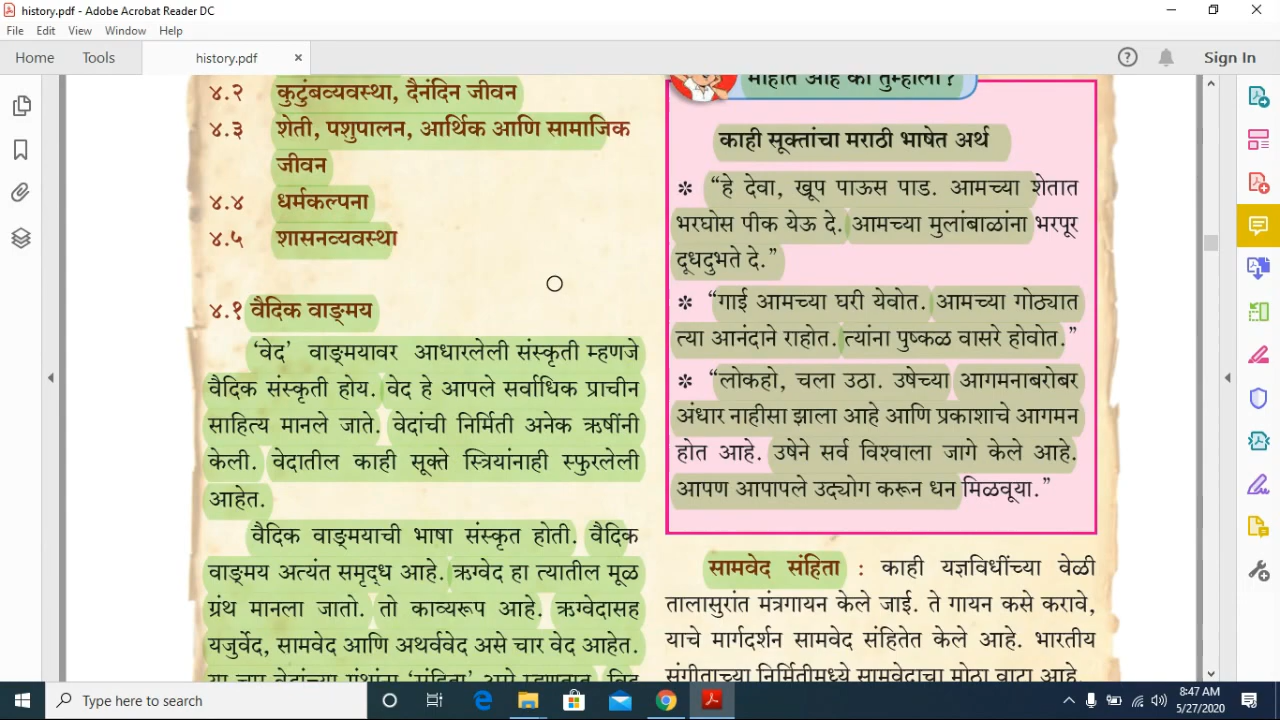 history.pdf - Adobe Acrobat Reader DC
File Edit View Window Help
Home Tools history.pdf × Sign In
४.२ कुटुंबव्यवस्था, दैनंदिन जीवन
४.३ शेती, पशुपालन, आर्थिक आणि सामाजिक
जीवन
४.४ धर्मकल्पना
४.५ शासनव्यवस्था
४.१ वैदिक वाङ्मय
‘वेद’ वाङ्मयावर आधारलेली संस्कृती म्हणजे
वैदिक संस्कृती होय. वेद हे आपले सर्वाधिक प्राचीन
साहित्य मानले जाते. वेदांची निर्मिती अनेक ऋषींनी
केली. वेदातील काही सूक्ते स्त्रियांनाही स्फुरलेली
आहेत.
वैदिक वाङ्मयाची भाषा संस्कृत होती. वैदिक
वाङ्मय अत्यंत समृद्ध आहे. ऋग्वेद हा त्यातील मूळ
ग्रंथ मानला जातो. तो काव्यरूप आहे. ऋग्वेदासह
यजुर्वेद, सामवेद आणि अथर्ववेद असे चार वेद आहेत.
या चार वेदांच्या ग्रंथांना ‘संहिता’ असे म्हणतात. विद्
माहीत आहे का तुम्हांला?
काही सूक्तांचा मराठी भाषेत अर्थ
* “हे देवा, खूप पाऊस पाड. आमच्या शेतात
भरघोस पीक येऊ दे. आमच्या मुलांबाळांना भरपूर
दूधदुभते दे.”
* “गाई आमच्या घरी येवोत. आमच्या गोठ्यात
त्या आनंदाने राहोत. त्यांना पुष्कळ वासरे होवोत.”
* “लोकहो, चला उठा. उषेच्या आगमनाबरोबर
अंधार नाहीसा झाला आहे आणि प्रकाशाचे आगमन
होत आहे. उषेने सर्व विश्वाला जागे केले आहे.
आपण आपापले उद्योग करून धन मिळवूया.”
सामवेद संहिता : काही यज्ञविधींच्या वेळी
तालासुरांत मंत्रगायन केले जाई. ते गायन कसे करावे,
याचे मार्गदर्शन सामवेद संहितेत केले आहे. भारतीय
संगीताच्या निर्मितीमध्ये सामवेदाचा मोठा वाटा आहे.
Type here to search
8:47 AM
5/27/2020